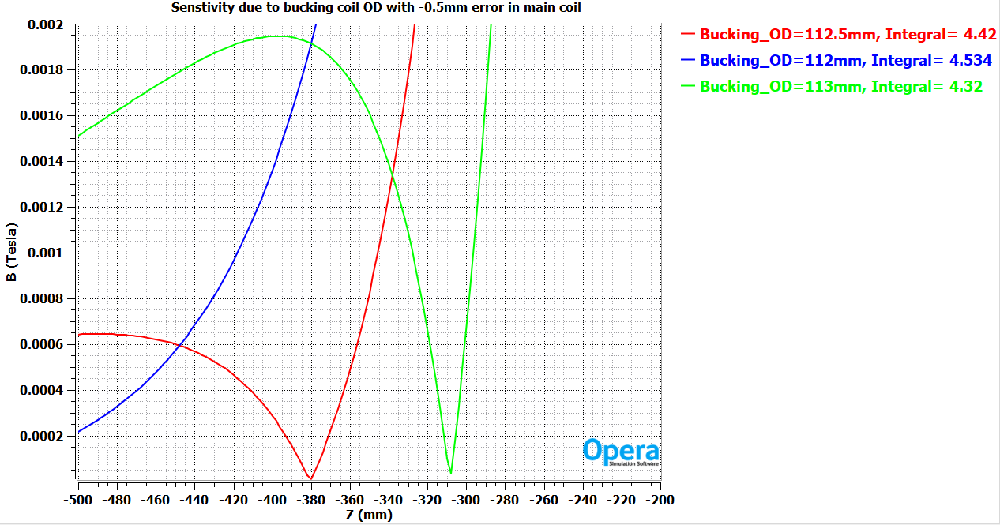 Senstivity due to bucking coil OD with -0.5mm error in main coil
Bucking_OD=112.5mm, Integral= 4.42
Bucking_OD=112mm, Integral= 4.534
Bucking_OD=113mm, Integral= 4.32
0.002
0.0018
0.0016
0.0014
0.0012
0.001
0.0008
0.0006
0.0004
0.0002
B (Tesla)
Opera
Simulation Software
-500 -480 -460 -440 -420 -400 -380 -360 -340 -320 -300 -280 -260 -240 -220 -200
Z (mm)